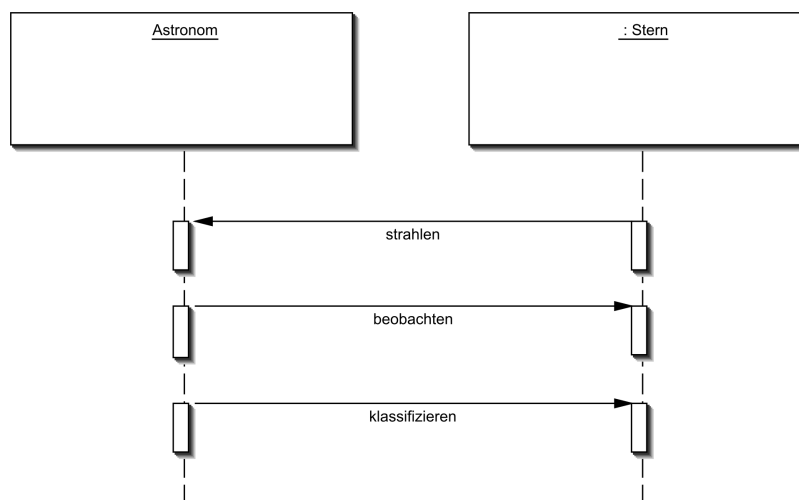 Astronom
: Stern
strahlen
beobachten
klassifizieren